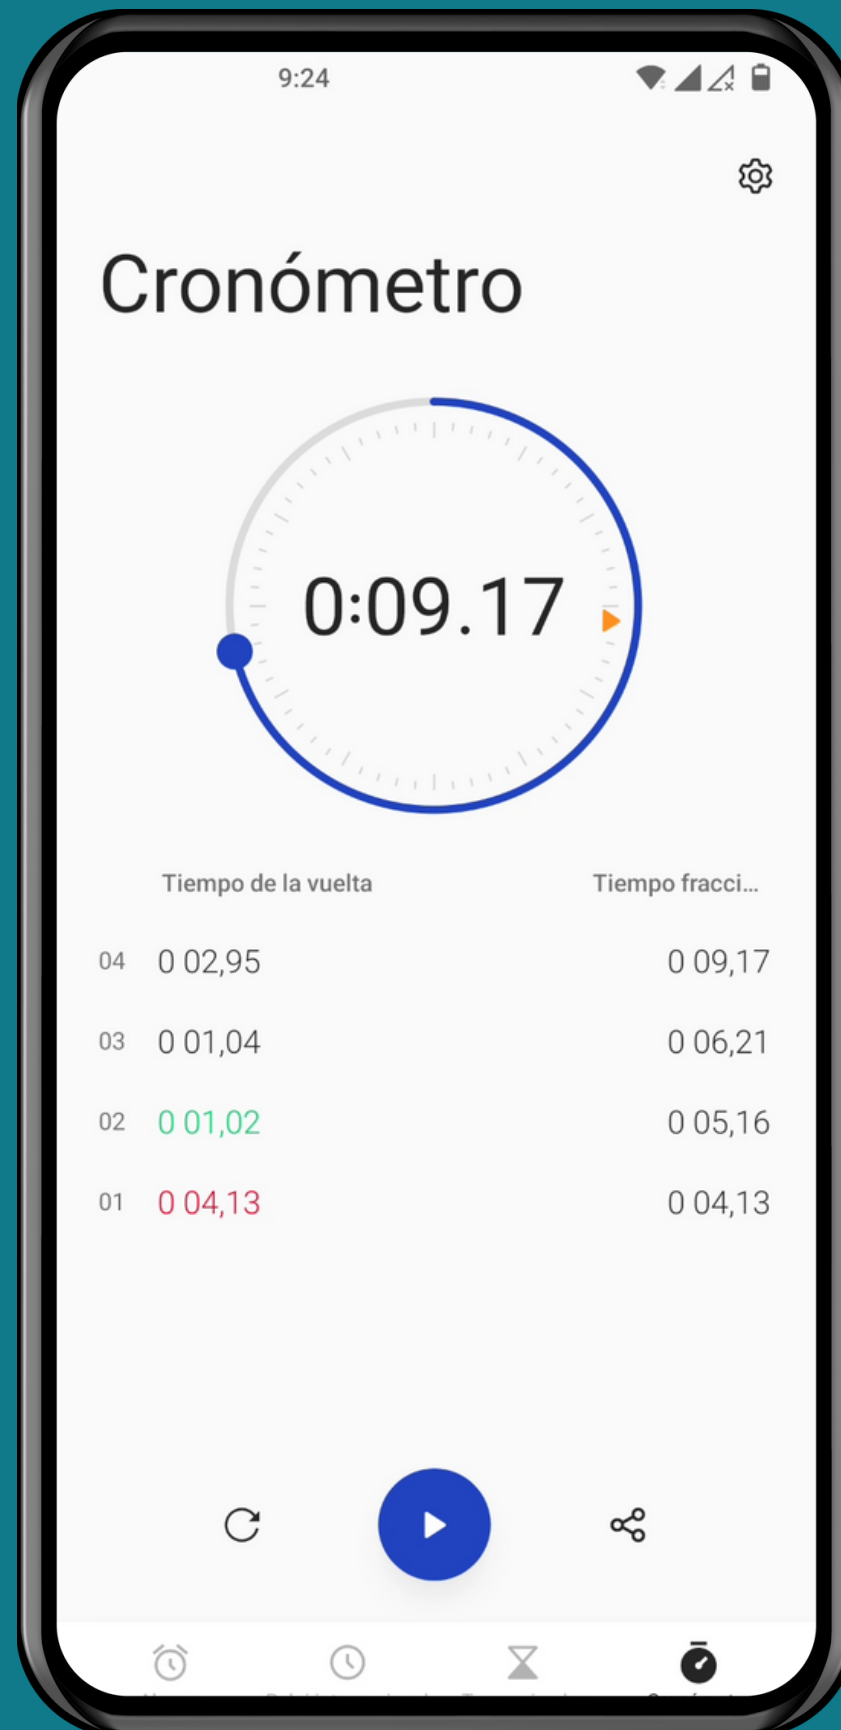 9:24
Cronómetro
0:09.17
Tiempo de la vuelta Tiempo fracci...
04 0 02,95 0 09,17
03 0 01,04 0 06,21
02 0 01,02 0 05,16
01 0 04,13 0 04,13